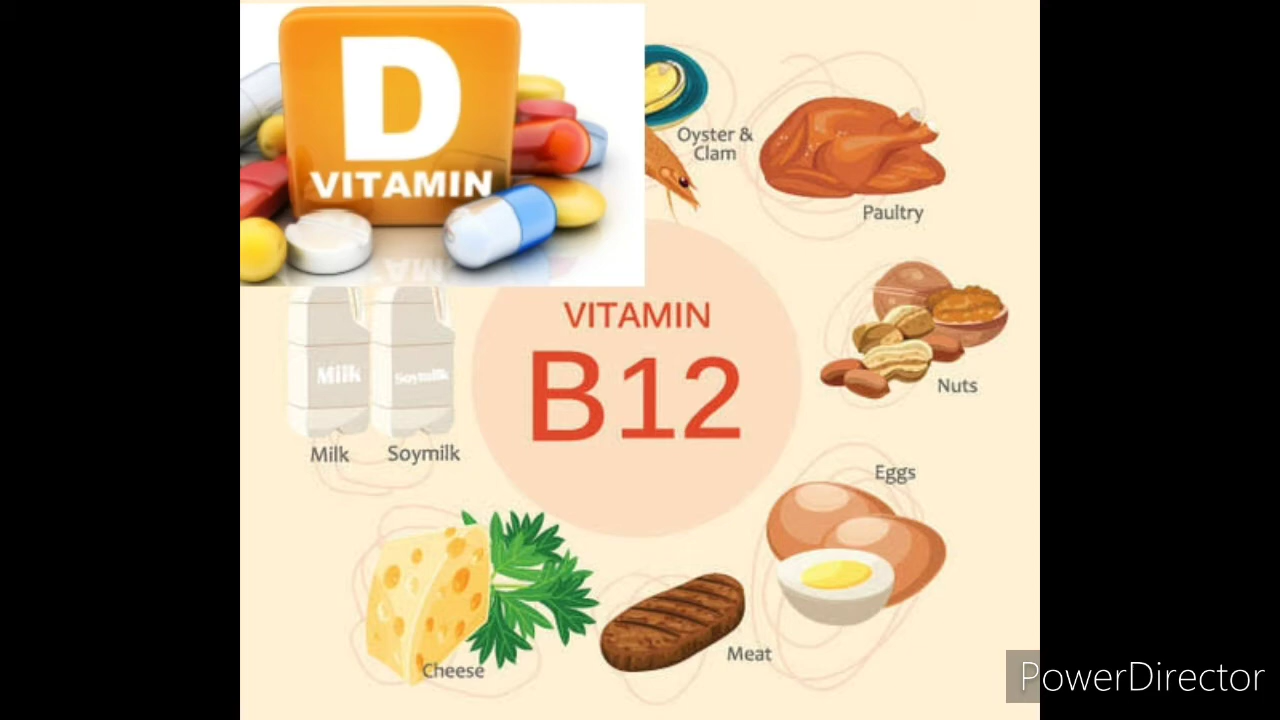 D
VITAMIN
Oyster &
Clam
Paultry
VITAMIN
B12
Nuts
Milk
Soymilk
Milk
Soymilk
Eggs
Cheese
Meat
PowerDirector